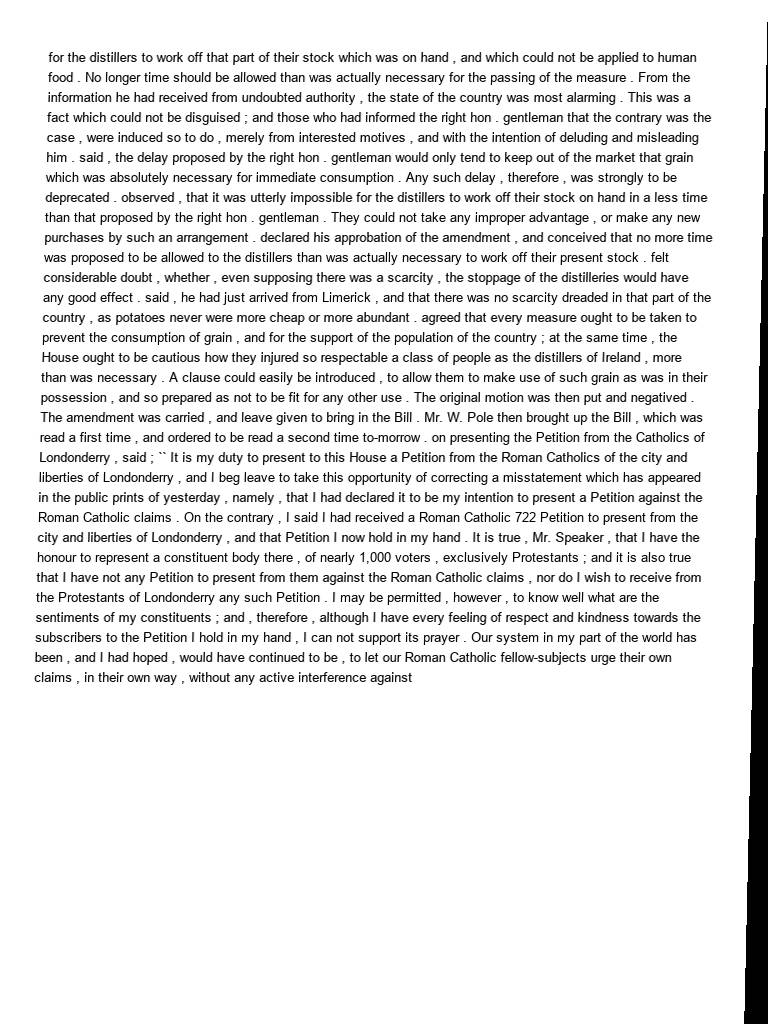 for the distillers to work off that part of their stock which was on hand , and which could not be applied to human
food . No longer time should be allowed than was actually necessary for the passing of the measure . From the
information he had received from undoubted authority , the state of the country was most alarming . This was a
fact which could not be disguised ; and those who had informed the right hon . gentleman that the contrary was the
case , were induced so to do , merely from interested motives , and with the intention of deluding and misleading
him . said , the delay proposed by the right hon . gentleman would only tend to keep out of the market that grain
which was absolutely necessary for immediate consumption . Any such delay , therefore , was strongly to be
deprecated . observed , that it was utterly impossible for the distillers to work off their stock on hand in a less time
than that proposed by the right hon . gentleman . They could not take any improper advantage , or make any new
purchases by such an arrangement . declared his approbation of the amendment , and conceived that no more time
was proposed to be allowed to the distillers than was actually necessary to work off their present stock . felt
considerable doubt , whether , even supposing there was a scarcity , the stoppage of the distilleries would have
any good effect . said , he had just arrived from Limerick , and that there was no scarcity dreaded in that part of the
country , as potatoes never were more cheap or more abundant . agreed that every measure ought to be taken to
prevent the consumption of grain , and for the support of the population of the country ; at the same time , the
House ought to be cautious how they injured so respectable a class of people as the distillers of Ireland , more
than was necessary . A clause could easily be introduced , to allow them to make use of such grain as was in their
possession , and so prepared as not to be fit for any other use . The original motion was then put and negatived .
The amendment was carried , and leave given to bring in the Bill . Mr. W. Pole then brought up the Bill , which was
read a first time , and ordered to be read a second time to-morrow . on presenting the Petition from the Catholics of
Londonderry , said ; `` It is my duty to present to this House a Petition from the Roman Catholics of the city and
liberties of Londonderry , and I beg leave to take this opportunity of correcting a misstatement which has appeared
in the public prints of yesterday , namely , that I had declared it to be my intention to present a Petition against the
Roman Catholic claims . On the contrary , I said I had received a Roman Catholic 722 Petition to present from the
city and liberties of Londonderry , and that Petition I now hold in my hand . It is true , Mr. Speaker , that I have the
honour to represent a constituent body there , of nearly 1,000 voters , exclusively Protestants ; and it is also true
that I have not any Petition to present from them against the Roman Catholic claims , nor do I wish to receive from
the Protestants of Londonderry any such Petition . I may be permitted , however , to know well what are the
sentiments of my constituents ; and , therefore , although I have every feeling of respect and kindness towards the
subscribers to the Petition I hold in my hand , I can not support its prayer . Our system in my part of the world has
been , and I had hoped , would have continued to be , to let our Roman Catholic fellow-subjects urge their own
claims , in their own way , without any active interference against